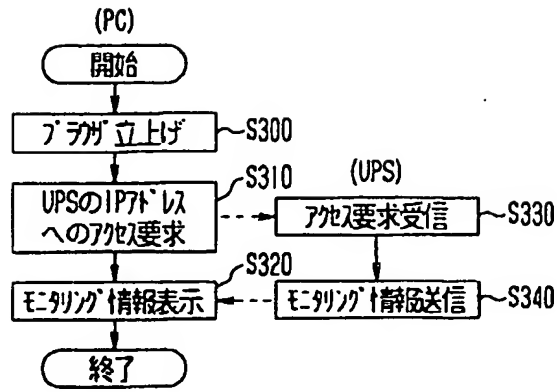 (PC)
開始
ブラウザ立上げ
S300
UPSのIPアドレス
へのアクセス要求
S310
(UPS)
アクセス要求受信
S330
モニタリング情報表示
S320
モニタリング情報送信
S340
終了